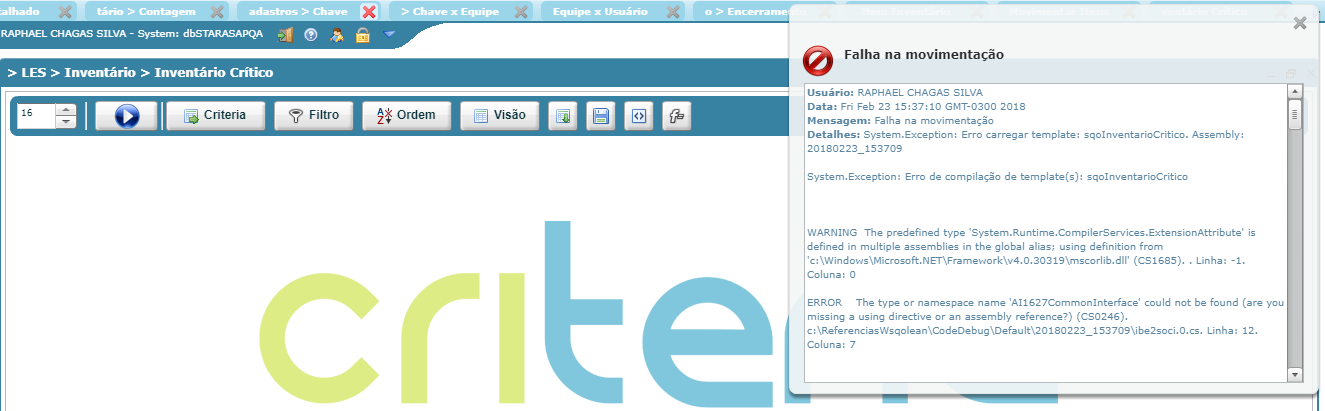 talhado
tário > Contagem
adastros > Chave
> Chave x Equipe
Equipe x Usuário
o > Encerramento
RAPHAEL CHAGAS SILVA - System: dbSTARASAPQA
> LES > Inventário > Inventário Crítico
16
Criteria
Filtro
Ordem
Visão
criten
Falha na movimentação
Usuário: RAPHAEL CHAGAS SILVA
Data: Fri Feb 23 15:37:10 GMT-0300 2018
Mensagem: Falha na movimentação
Detalhes: System.Exception: Erro carregar template: sqoInventarioCritico. Assembly:
20180223_153709
System.Exception: Erro de compilação de template(s): sqoInventarioCritico
WARNING The predefined type 'System.Runtime.CompilerServices.ExtensionAttribute' is
defined in multiple assemblies in the global alias; using definition from
'c:\Windows\Microsoft.NET\Framework\v4.0.30319\mscorlib.dll' (CS1685). . Linha: -1.
Coluna: 0
ERROR The type or namespace name 'AI1627CommonInterface' could not be found (are you
missing a using directive or an assembly reference?) (CS0246).
c:\ReferenciasWsqolean\CodeDebug\Default\20180223_153709\ibe2soci.0.cs. Linha: 12.
Coluna: 7